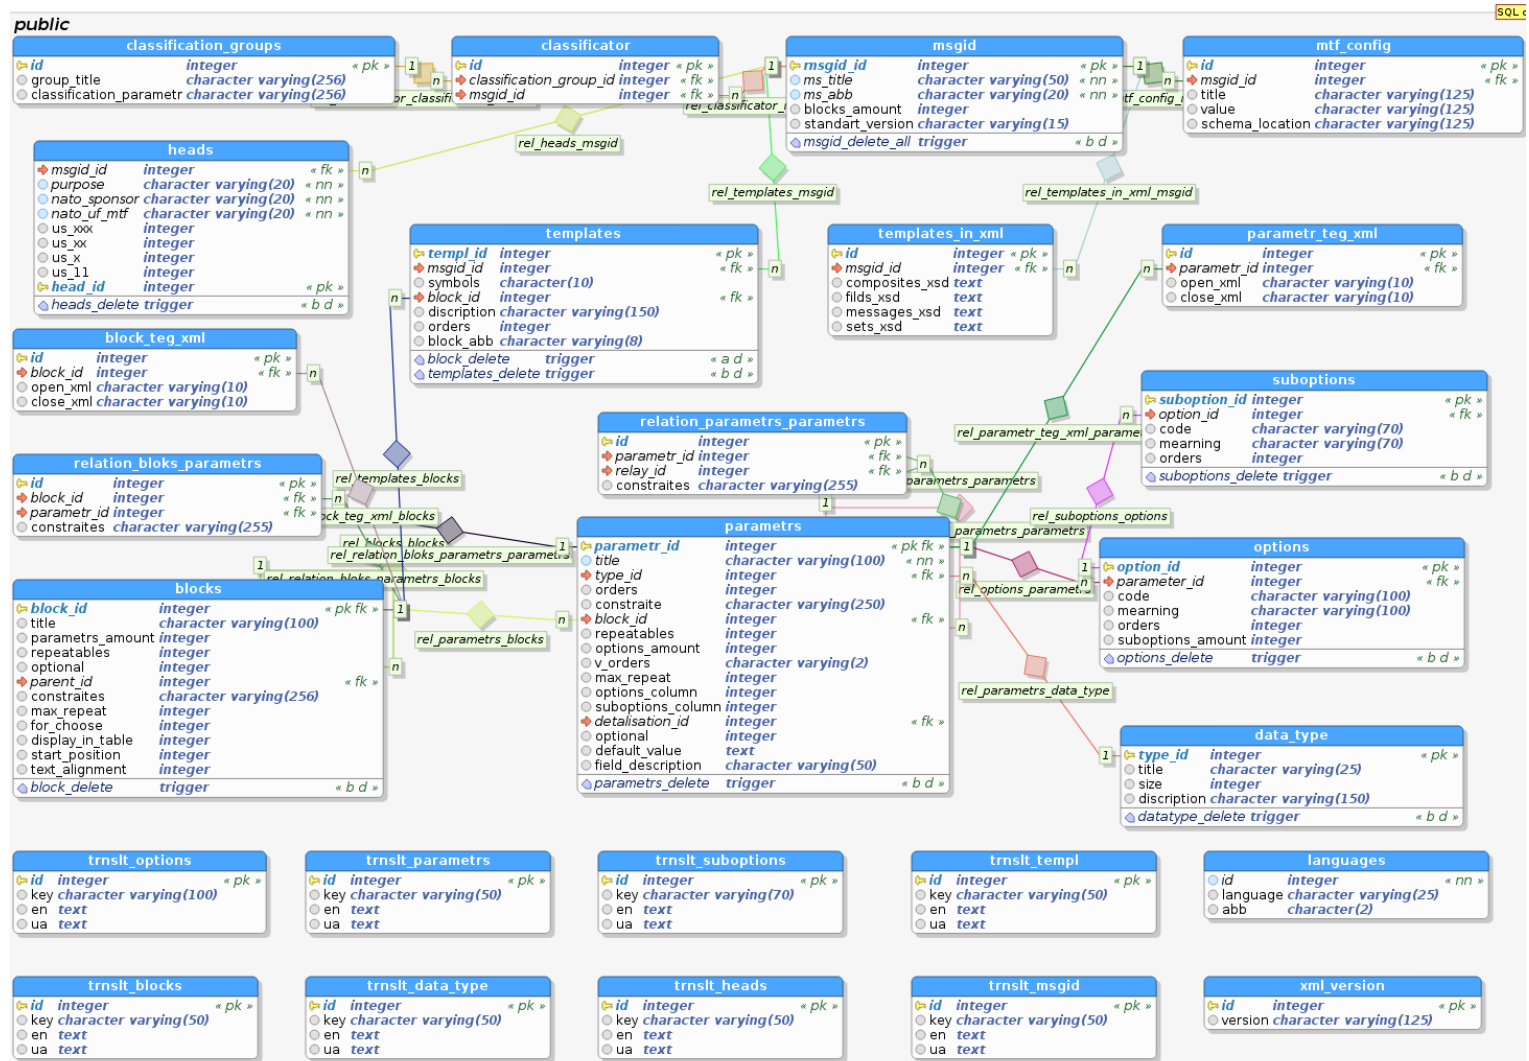 SQL
public
classification_groups
id integer « pk »
group_title character varying(256)
classification_parametr character varying(256)
classificator
id integer « pk »
classification_group_id integer « fk »
msgid_id integer « fk »
msgid
msgid_id integer « pk »
ms_title character varying(50) « nn »
ms_abb character varying(20) « nn »
blocks_amount integer
standart_version character varying(15)
msgid_delete_all trigger « b d »
mtf_config
id integer « pk »
msgid_id integer « fk »
title character varying(125)
value character varying(125)
schema_location character varying(125)
1
n
1
n
1
n
rel_heads_msgid
n
rel_templates_msgid
n
rel_templates_in_xml_msgid
n
heads
msgid_id integer « fk »
purpose character varying(20) « nn »
nato_sponsor character varying(20) « nn »
nato_uf_mtf character varying(20) « nn »
us_xxx integer
us_xx integer
us_x integer
us_11 integer
head_id integer « pk »
heads_delete trigger « b d »
templates
templ_id integer « pk »
msgid_id integer « fk »
symbols character(10)
block_id integer « fk »
discription character varying(150)
orders integer
block_abb character varying(8)
block_delete trigger « a d »
templates_delete trigger « b d »
n
templates_in_xml
id integer « pk »
msgid_id integer « fk »
composites_xsd text
filds_xsd text
messages_xsd text
sets_xsd text
parametr_teg_xml
id integer « pk »
parametr_id integer « fk »
open_xml character varying(10)
close_xml character varying(10)
n
block_teg_xml
id integer « pk »
block_id integer « fk »
open_xml character varying(10)
close_xml character varying(10)
n
suboptions
suboption_id integer « pk »
option_id integer « fk »
code character varying(70)
mearning character varying(70)
orders integer
suboptions_delete trigger « b d »
n
relation_parametrs_parametrs
id integer « pk »
parametr_id integer « fk »
relay_id integer « fk »
constraites character varying(255)
n
1
relation_bloks_parametrs
id integer « pk »
block_id integer « fk »
parametr_id integer « fk »
constraites character varying(255)
n
rel_templates_blocks
rel_suboptions_options
rel_relation_bloks_parametrs_parametrs
1
blocks
block_id integer « pk fk »
title character varying(100)
parametrs_amount integer
repeatables integer
optional integer
parent_id integer « fk »
constraites character varying(256)
max_repeat integer
for_choose integer
display_in_table integer
start_position integer
text_alignment integer
block_delete trigger « b d »
1
n
rel_parametrs_blocks
1
n
parametrs
parametr_id integer « pk fk »
title character varying(100) « nn »
type_id integer « fk »
orders integer
constraite character varying(250)
block_id integer « fk »
repeatables integer
options_amount integer
v_orders character varying(2)
max_repeat integer
options_column integer
suboptions_column integer
detalisation_id integer « fk »
optional integer
default_value text
field_description character varying(50)
parametrs_delete trigger « b d »
1
n
n
1
n
options
option_id integer « pk »
parameter_id integer « fk »
code character varying(100)
mearning character varying(100)
orders integer
suboptions_amount integer
options_delete trigger « b d »
rel_parametrs_data_type
1
data_type
type_id integer « pk »
title character varying(25)
size integer
discription character varying(150)
datatype_delete trigger « b d »
trnslt_options
id integer « pk »
key character varying(100)
en text
ua text
trnslt_parametrs
id integer « pk »
key character varying(50)
en text
ua text
trnslt_suboptions
id integer « pk »
key character varying(70)
en text
ua text
trnslt_templ
id integer « pk »
key character varying(50)
en text
ua text
languages
id integer « nn »
language character varying(25)
abb character(2)
trnslt_blocks
id integer « pk »
key character varying(50)
en text
ua text
trnslt_data_type
id integer « pk »
key character varying(50)
en text
ua text
trnslt_heads
id integer « pk »
key character varying(50)
en text
ua text
trnslt_msgid
id integer « pk »
key character varying(50)
en text
ua text
xml_version
id integer « pk »
version character varying(125)